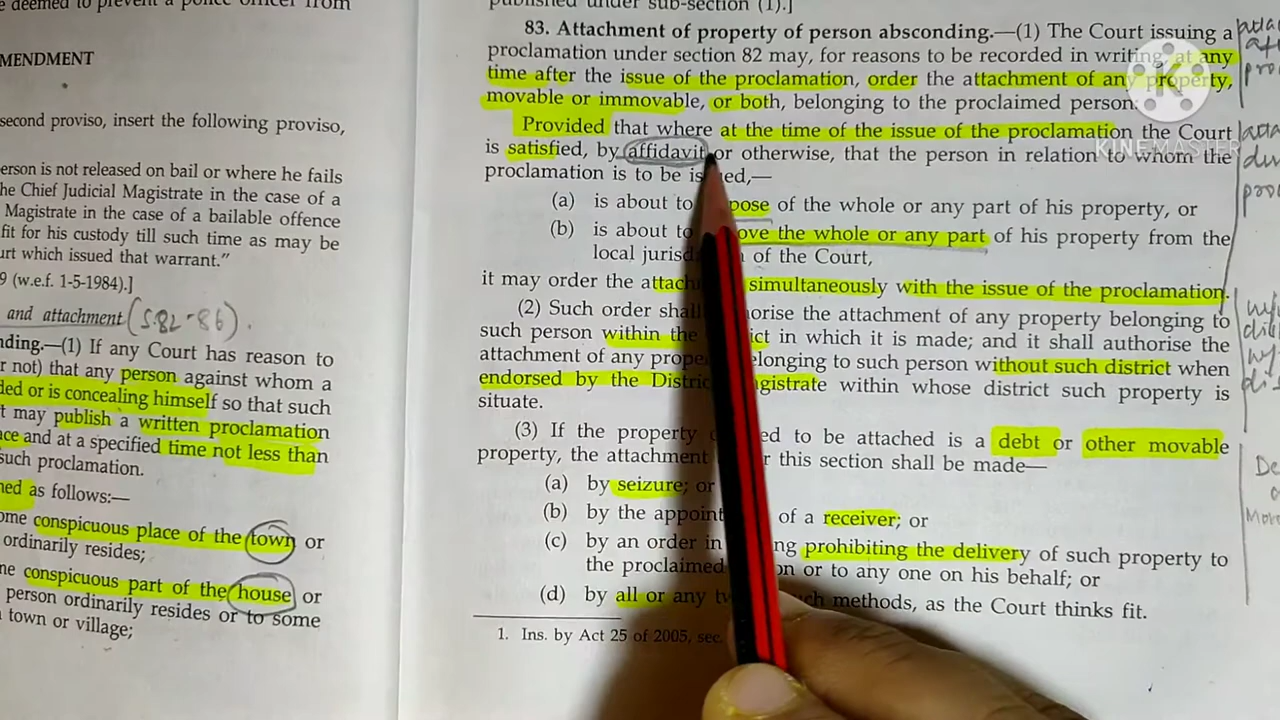 e deemed to prevent a police officer from
MENDMENT
second proviso, insert the following proviso,
erson is not released on bail or where he fails
he Chief Judicial Magistrate in the case of a
Magistrate in the case of a bailable offence
fit for his custody till such time as may be
urt which issued that warrant."
9 (w.e.f. 1-5-1984).]
and attachment (S.82-86).
nding.—(1) If any Court has reason to
r not) that any person against whom a
ded or is concealing himself so that such
t may publish a written proclamation
ace and at a specified time not less than
such proclamation.
ned as follows:—
ome conspicuous place of the town or
ordinarily resides;
ne conspicuous part of the house or
person ordinarily resides or to some
town or village;
published under sub-section (1).]
83. Attachment of property of person absconding.—(1) The Court issuing a
proclamation under section 82 may, for reasons to be recorded in writing, at any
time after the issue of the proclamation, order the attachment of any property,
movable or immovable, or both, belonging to the proclaimed person:
Provided that where at the time of the issue of the proclamation the Court
is satisfied, by affidavit or otherwise, that the person in relation to whom the
proclamation is to be issued,—
(a) is about to pose of the whole or any part of his property, or
(b) is about to ove the whole or any part of his property from the
local jurisd of the Court,
it may order the attach simultaneously with the issue of the proclamation.
(2) Such order shall orise the attachment of any property belonging to
such person within the ict in which it is made; and it shall authorise the
attachment of any prope elonging to such person without such district when
endorsed by the Distri agistrate within whose district such property is
situate.
(3) If the property ed to be attached is a debt or other movable
property, the attachment r this section shall be made—
(a) by seizure; or
(b) by the appoint of a receiver; or
(c) by an order in ng prohibiting the delivery of such property to
the proclaimed on or to any one on his behalf; or
(d) by all or any tw ch methods, as the Court thinks fit.
1. Ins. by Act 25 of 2005, sec.
K
KINEMASTER